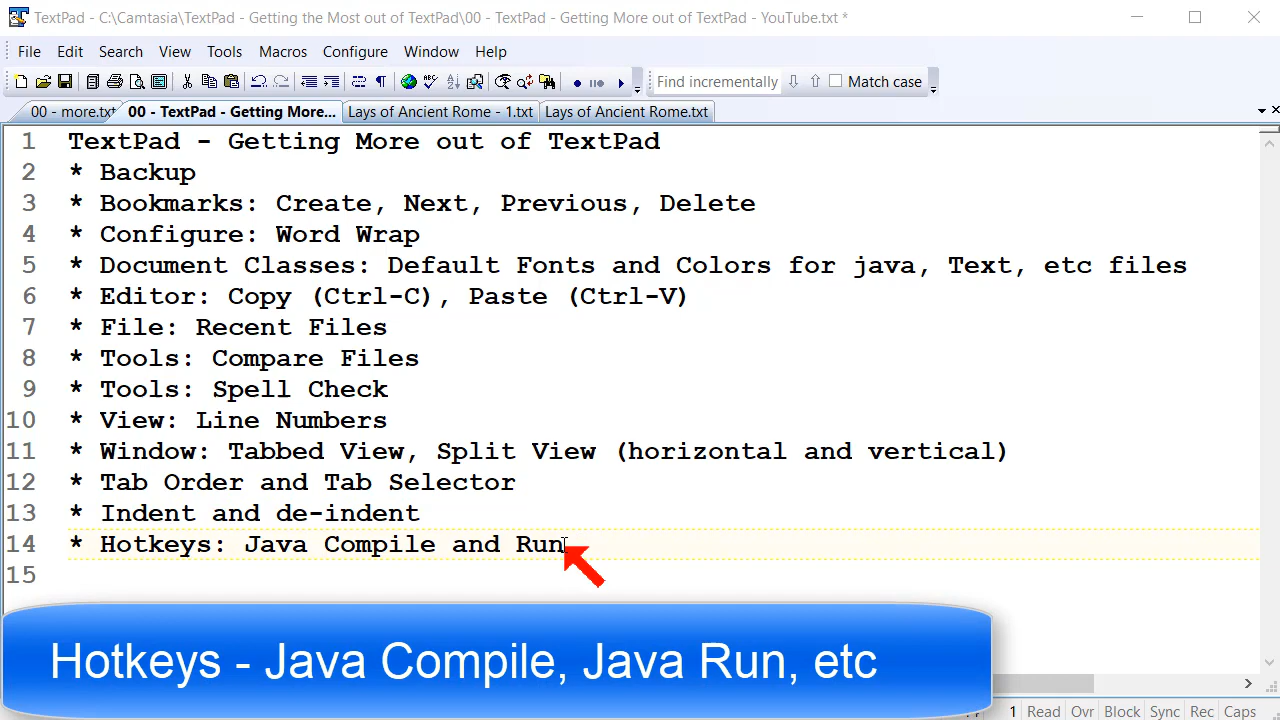 TextPad - C:\Camtasia\TextPad - Getting the Most out of TextPad\00 - TextPad - Getting More out of TextPad - YouTube.txt *
File Edit Search View Tools Macros Configure Window Help
Find incrementally Match case
00 - more.txt 00 - TextPad - Getting More... Lays of Ancient Rome - 1.txt Lays of Ancient Rome.txt
1 TextPad - Getting More out of TextPad
2 * Backup
3 * Bookmarks: Create, Next, Previous, Delete
4 * Configure: Word Wrap
5 * Document Classes: Default Fonts and Colors for java, Text, etc files
6 * Editor: Copy (Ctrl-C), Paste (Ctrl-V)
7 * File: Recent Files
8 * Tools: Compare Files
9 * Tools: Spell Check
10 * View: Line Numbers
11 * Window: Tabbed View, Split View (horizontal and vertical)
12 * Tab Order and Tab Selector
13 * Indent and de-indent
14 * Hotkeys: Java Compile and Run
15
Hotkeys - Java Compile, Java Run, etc
1 Read Ovr Block Sync Rec Caps